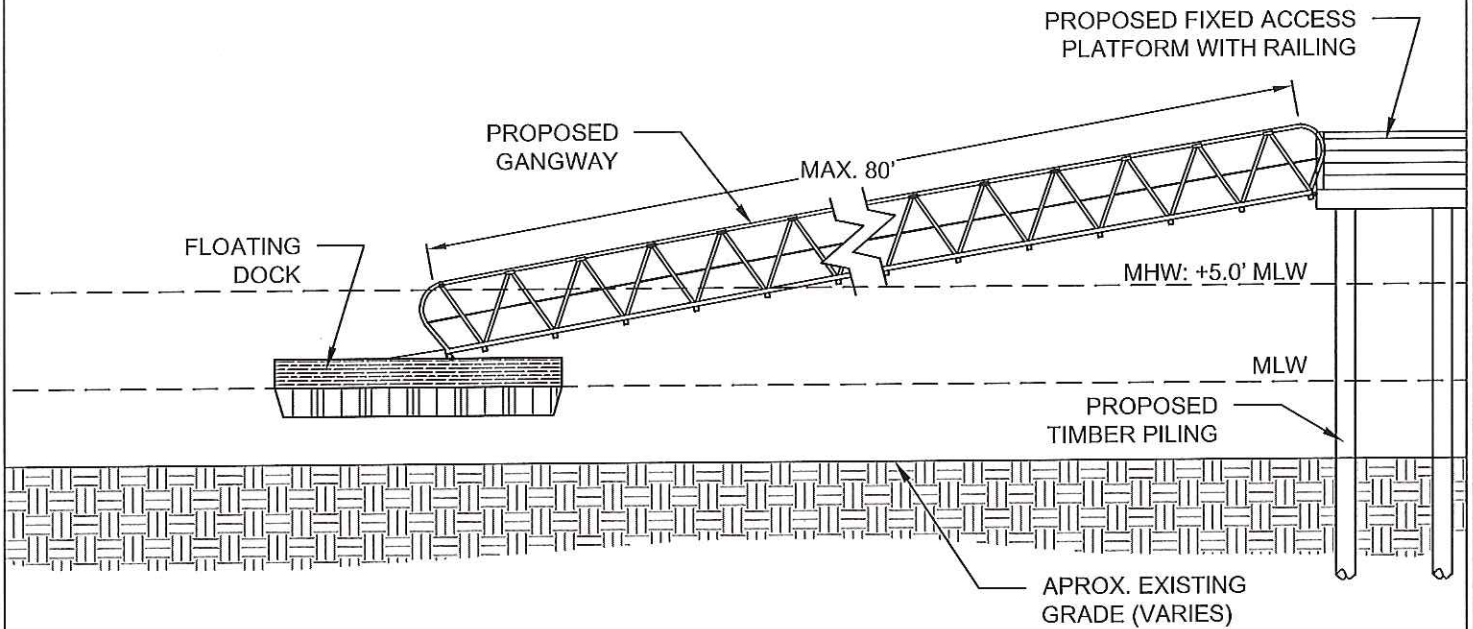 PROPOSED FIXED ACCESS
PLATFORM WITH RAILING
PROPOSED
GANGWAY
MAX. 80'
FLOATING
DOCK
MHW: +5.0' MLW
MLW
PROPOSED
TIMBER PILING
APROX. EXISTING
GRADE (VARIES)